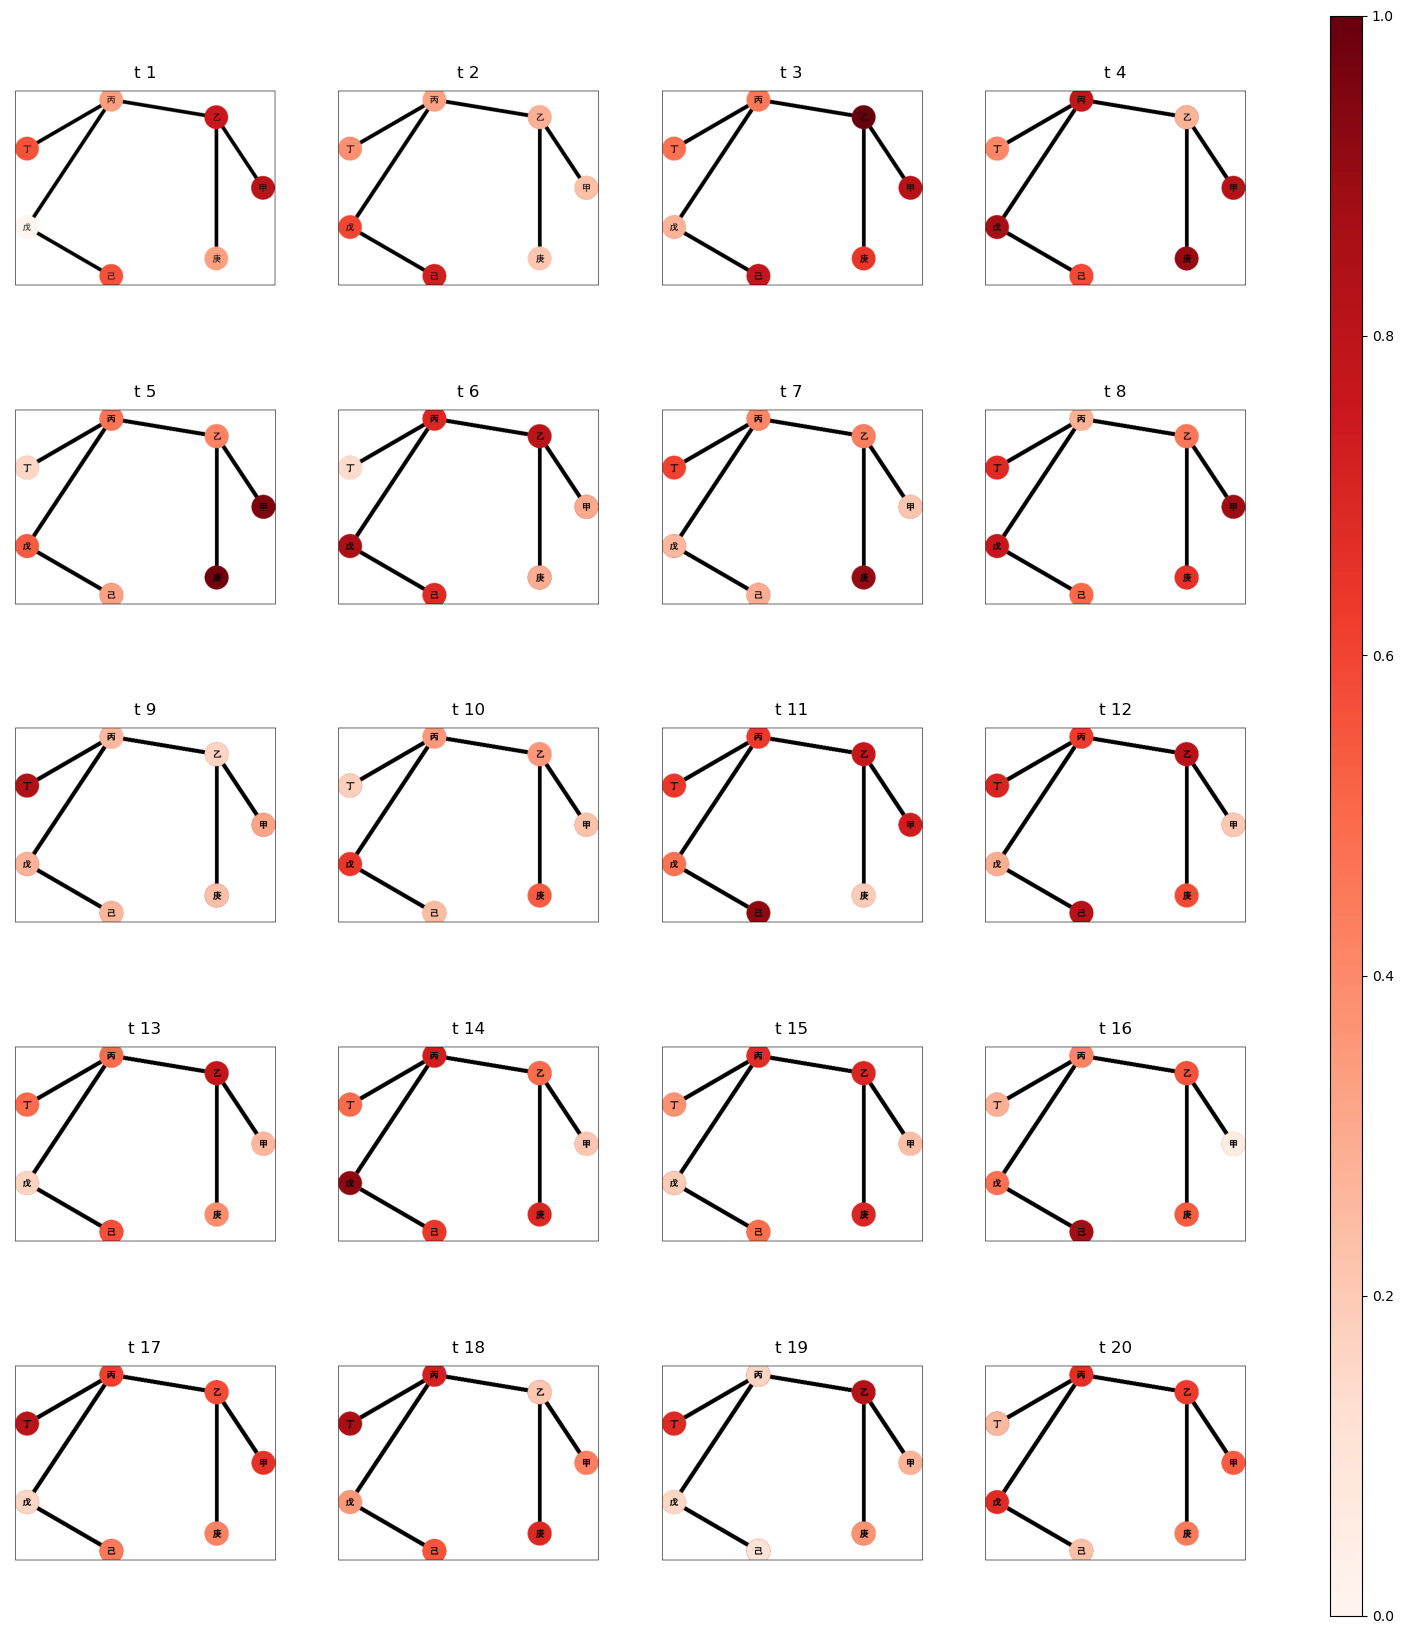 t 1
丙
乙
丁
甲
戊
庚
己
t 2
丙
乙
丁
甲
戊
庚
己
t 3
丙
乙
丁
甲
戊
庚
己
t 4
丙
乙
丁
甲
戊
庚
己
t 5
丙
乙
丁
甲
戊
庚
己
t 6
丙
乙
丁
甲
戊
庚
己
t 7
丙
乙
丁
甲
戊
庚
己
t 8
丙
乙
丁
甲
戊
庚
己
t 9
丙
乙
丁
甲
戊
庚
己
t 10
丙
乙
丁
甲
戊
庚
己
t 11
丙
乙
丁
甲
戊
庚
己
t 12
丙
乙
丁
甲
戊
庚
己
t 13
丙
乙
丁
甲
戊
庚
己
t 14
丙
乙
丁
甲
戊
庚
己
t 15
丙
乙
丁
甲
戊
庚
己
t 16
丙
乙
丁
甲
戊
庚
己
t 17
丙
乙
丁
甲
戊
庚
己
t 18
丙
乙
丁
甲
戊
庚
己
t 19
丙
乙
丁
甲
戊
庚
己
t 20
丙
乙
丁
甲
戊
庚
己
1.0
0.8
0.6
0.4
0.2
0.0